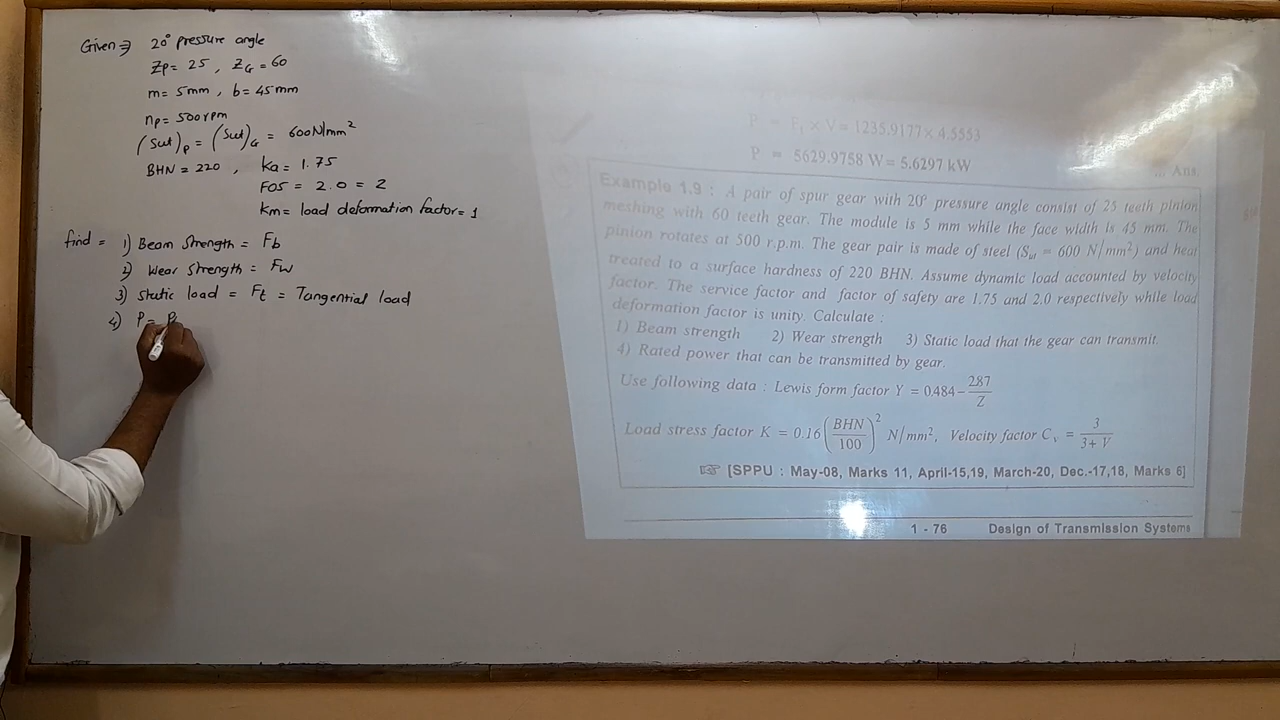 Given ⇒ 20° pressure angle
Zp = 25 , ZG = 60
m = 5mm , b = 45mm
np = 500rpm
(Sut)P = (Sut)G = 600N/mm²
BHN = 220 , Ka = 1.75
FOS = 2.0 = 2
Km = load deformation factor = 1
find = 1) Beam strength = Fb
2) Wear strength = Fw
3) Static load = Ft = Tangential load
4) P =
P = Ft × V = 1235.9177 × 4.5553
P = 5629.9758 W = 5.6297 kW
... Ans.
Example 1.9 : A pair of spur gear with 20° pressure angle consist of 25 teeth pinion
meshing with 60 teeth gear. The module is 5 mm while the face width is 45 mm. The
pinion rotates at 500 r.p.m. The gear pair is made of steel (Sut = 600 N/mm²) and heat
treated to a surface hardness of 220 BHN. Assume dynamic load accounted by velocity
factor. The service factor and factor of safety are 1.75 and 2.0 respectively while load
deformation factor is unity. Calculate :
1) Beam strength 2) Wear strength 3) Static load that the gear can transmit.
4) Rated power that can be transmitted by gear.
Use following data : Lewis form factor Y = 0.484 - 2.87/Z
Load stress factor K = 0.16 (BHN/100)² N/mm², Velocity factor Cv = 3/(3+V)
☞ [SPPU : May-08, Marks 11, April-15,19, March-20, Dec.-17,18, Marks 6]
1 - 76 Design of Transmission Systems